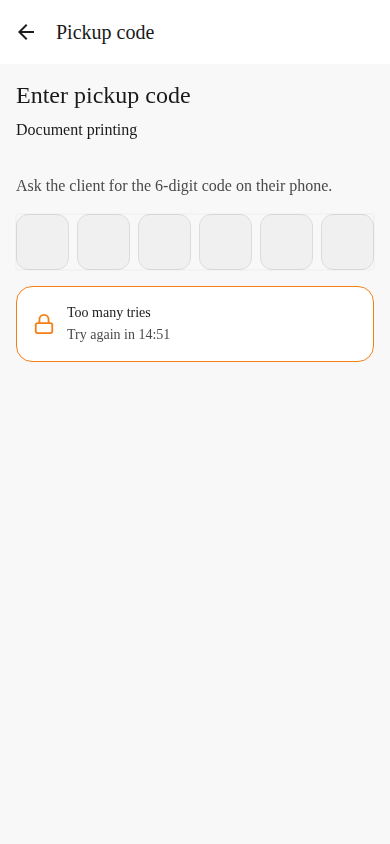 Pickup code
Enter pickup code
Document printing
Ask the client for the 6-digit code on their phone.
Too many tries
Try again in 14:51